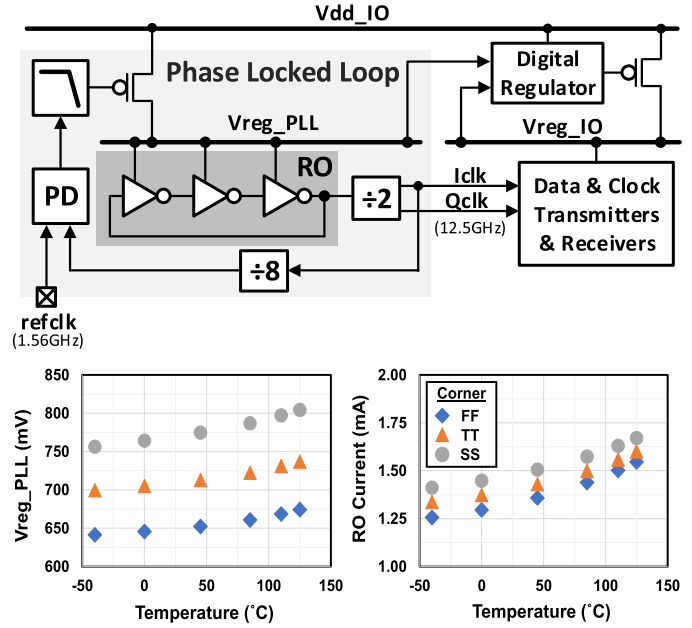 Vdd_IO
Phase Locked Loop
Digital
Regulator
Vreg_PLL
Vreg_IO
RO
PD
÷2
Iclk
Qclk
(12.5GHz)
Data & Clock
Transmitters
& Receivers
÷8
refclk
(1.56GHz)
850
800
750
700
650
600
-50
0
50
100
150
Vreg_PLL (mV)
Temperature (˚C)
2.00
1.75
1.50
1.25
1.00
-50
0
50
100
150
RO Current (mA)
Temperature (˚C)
Corner
FF
TT
SS